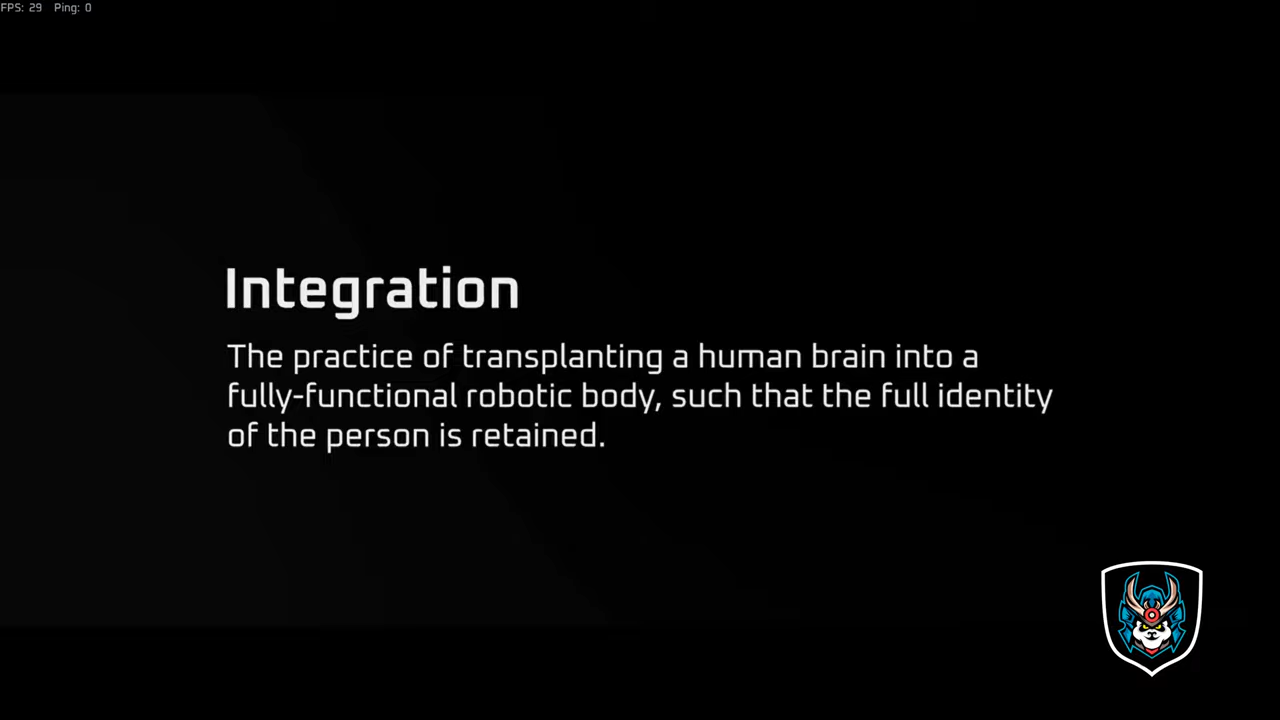 FPS: 29 Ping: 0
Integration
The practice of transplanting a human brain into a
fully-functional robotic body, such that the full identity
of the person is retained.